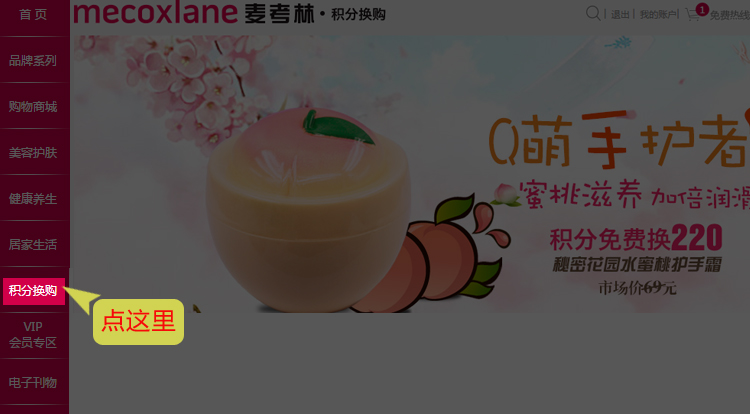 首 页
品牌系列
购物商城
美容护肤
健康养生
居家生活
积分换购
VIP
会员专区
电子刊物
mecoxlane 麦考林·积分换购
| 退出 | 我的账户| 1 免费热线
Q萌手护者
蜜桃滋养 加倍润滑
积分免费换220
秘密花园水蜜桃护手霜
市场价69元
点这里